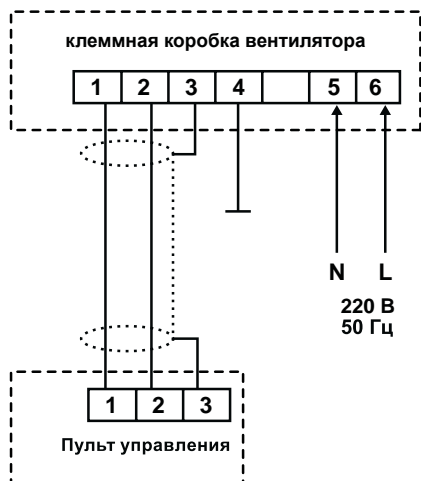 клеммная коробка вентилятора
1 2 3 4 5 6
N L
220 В
50 Гц
1 2 3
Пульт управления